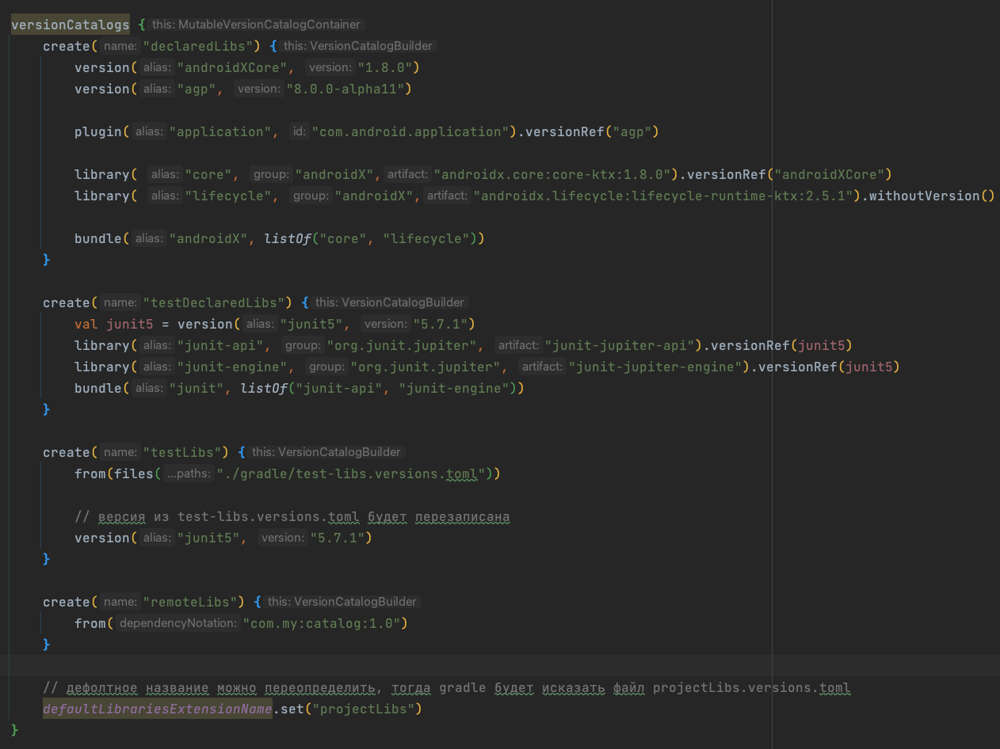 versionCatalogs { this: MutableVersionCatalogContainer
create( name: "declaredLibs") { this: VersionCatalogBuilder
version( alias: "androidXCore", version: "1.8.0")
version( alias: "agp", version: "8.0.0-alpha11")
plugin( alias: "application", id: "com.android.application").versionRef("agp")
library( alias: "core", group: "androidX", artifact: "androidx.core:core-ktx:1.8.0").versionRef("androidXCore")
library( alias: "lifecycle", group: "androidX", artifact: "androidx.lifecycle:lifecycle-runtime-ktx:2.5.1").withoutVersion()
bundle( alias: "androidX", listOf("core", "lifecycle"))
}
create( name: "testDeclaredLibs") { this: VersionCatalogBuilder
val junit5 = version( alias: "junit5", version: "5.7.1")
library( alias: "junit-api", group: "org.junit.jupiter", artifact: "junit-jupiter-api").versionRef(junit5)
library( alias: "junit-engine", group: "org.junit.jupiter", artifact: "junit-jupiter-engine").versionRef(junit5)
bundle( alias: "junit", listOf("junit-api", "junit-engine"))
}
create( name: "testLibs") { this: VersionCatalogBuilder
from(files( ...paths: "./gradle/test-libs.versions.toml"))
// версия из test-libs.versions.toml будет перезаписана
version( alias: "junit5", version: "5.7.1")
}
create( name: "remoteLibs") { this: VersionCatalogBuilder
from( dependencyNotation: "com.my:catalog:1.0")
}
// дефолтное название можно переопределить, тогда gradle будет исказать файл projectLibs.versions.toml
defaultLibrariesExtensionName.set("projectLibs")
}